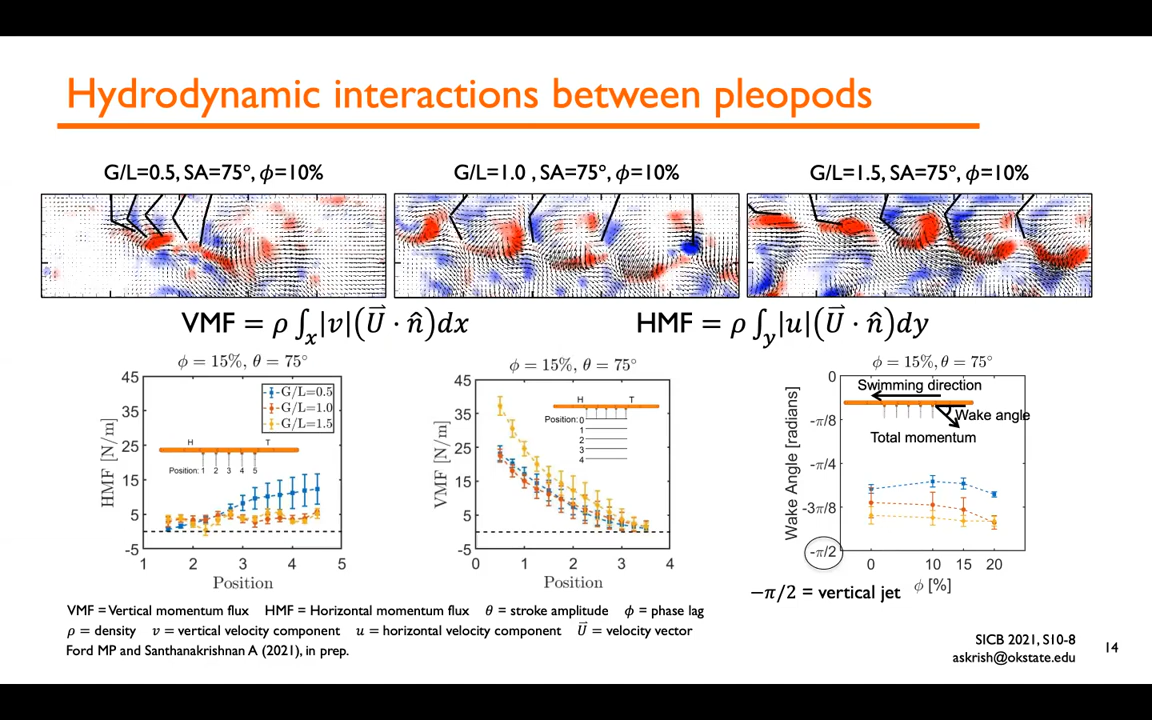 Hydrodynamic interactions between pleopods
G/L=0.5, SA=75°, ϕ=10%
G/L=1.0 , SA=75°, ϕ=10%
G/L=1.5, SA=75°, ϕ=10%
VMF = ρ ∫ₓ|v|(U⃗ · n̂)dx
HMF = ρ ∫ᵧ|u|(U⃗ · n̂)dy
ϕ = 15%, θ = 75°
45
35
25
15
5
-5
HMF [N/m]
G/L=0.5
G/L=1.0
G/L=1.5
H T
Position: 1 2 3 4 5
1 2 3 4 5
Position
ϕ = 15%, θ = 75°
45
35
25
15
5
-5
VMF [N/m]
H T
Position: 0
1
2
3
4
0 1 2 3 4
Position
ϕ = 15%, θ = 75°
0
-π/8
-π/4
-3π/8
-π/2
Wake Angle [radians]
Swimming direction
Wake angle
Total momentum
0 10 15 20
ϕ [%]
−π/2 = vertical jet
VMF = Vertical momentum flux HMF = Horizontal momentum flux θ = stroke amplitude ϕ = phase lag
ρ = density v = vertical velocity component u = horizontal velocity component U⃗ = velocity vector
Ford MP and Santhanakrishnan A (2021), in prep.
SICB 2021, S10-8
askrish@okstate.edu
14